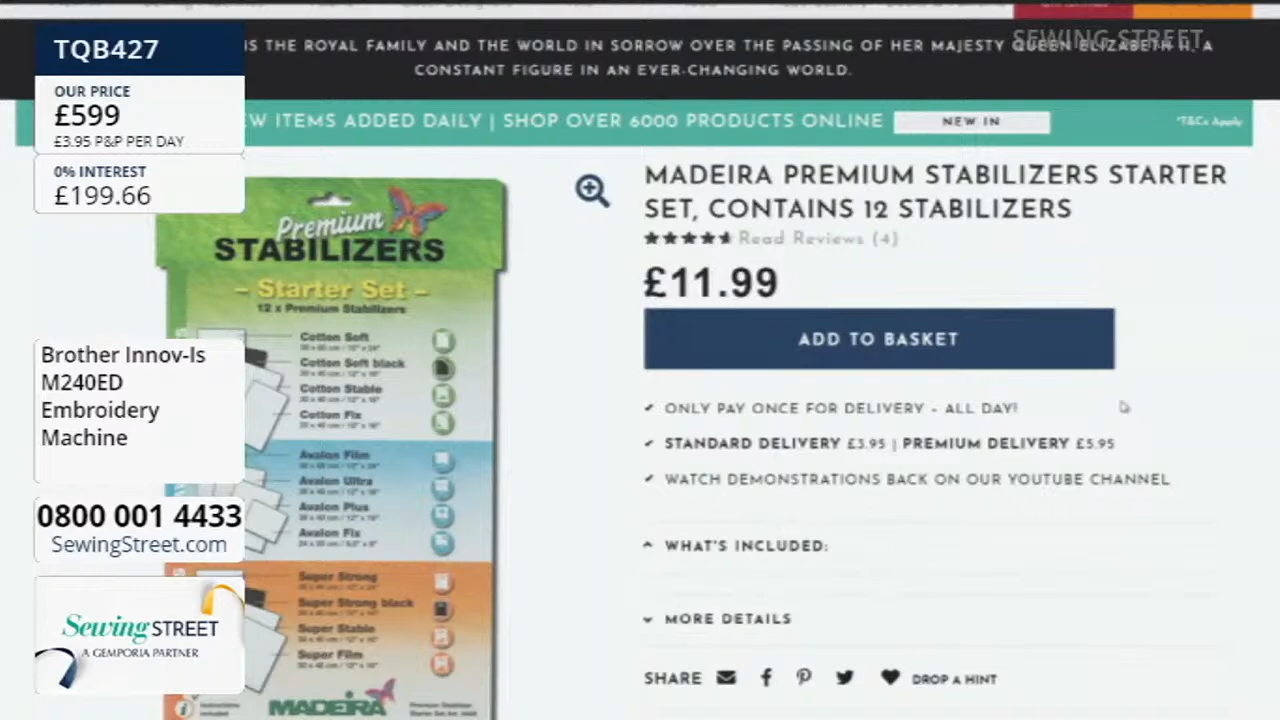 IS THE ROYAL FAMILY AND THE WORLD IN SORROW OVER THE PASSING OF HER MAJESTY QUEEN ELIZABETH II, A
CONSTANT FIGURE IN AN EVER-CHANGING WORLD.
SEWING STREET
TQB427
OUR PRICE
£599
£3.95 P&P PER DAY
0% INTEREST
£199.66
ITEMS ADDED DAILY | SHOP OVER 6000 PRODUCTS ONLINE
NEW IN
*T&Cs Apply
Premium
STABILIZERS
– Starter Set –
12 x Premium Stabilizers
Cotton Soft
Cotton Soft black
Cotton Stable
Cotton Fix
Avalon Film
Avalon Ultra
Avalon Plus
Avalon Fix
Super Strong
Super Strong black
Super Stable
Super Film
MADEIRA
MADEIRA PREMIUM STABILIZERS STARTER
SET, CONTAINS 12 STABILIZERS
Read Reviews (4)
£11.99
ADD TO BASKET
ONLY PAY ONCE FOR DELIVERY - ALL DAY!
STANDARD DELIVERY £3.95 | PREMIUM DELIVERY £5.95
WATCH DEMONSTRATIONS BACK ON OUR YOUTUBE CHANNEL
WHAT'S INCLUDED:
MORE DETAILS
SHARE
DROP A HINT
Brother Innov-Is
M240ED
Embroidery
Machine
0800 001 4433
SewingStreet.com
Sewing STREET
A GEMPORIA PARTNER